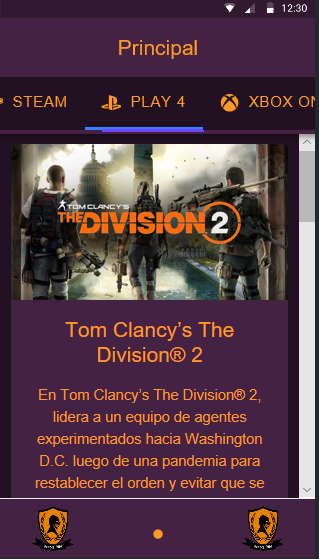 12:30
Principal
STEAM
PLAY 4
XBOX ON
TOM CLANCY'S
THE DIVISION 2
Tom Clancy's The
Division® 2
En Tom Clancy's The Division® 2,
lidera a un equipo de agentes
experimentados hacia Washington
D.C. luego de una pandemia para
restablecer el orden y evitar que se